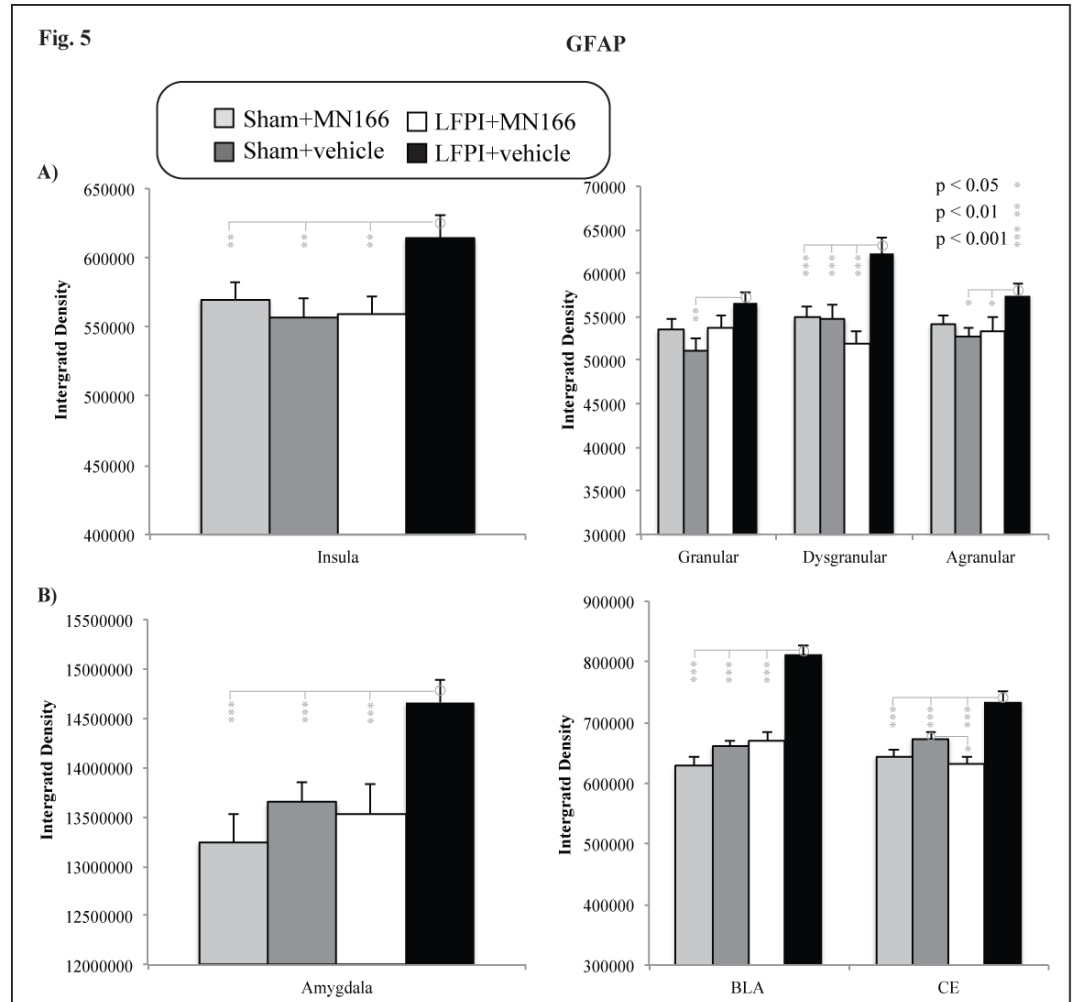 Fig. 5
GFAP
Sham+MN166 LFPI+MN166
Sham+vehicle LFPI+vehicle
A)
650000
600000
550000
500000
450000
400000
Intergratd Density
** ** **
Insula
70000
65000
60000
55000
50000
45000
40000
35000
30000
Intergratd Density
p < 0.05 *
p < 0.01 **
p < 0.001 ***
**
*** *** ***
* *
Granular Dysgranular Agranular
B)
15500000
15000000
14500000
14000000
13500000
13000000
12500000
12000000
Intergratd Density
*** *** ***
Amygdala
900000
800000
700000
600000
500000
400000
300000
Intergratd Density
*** *** ***
*** *** ***
*
BLA CE